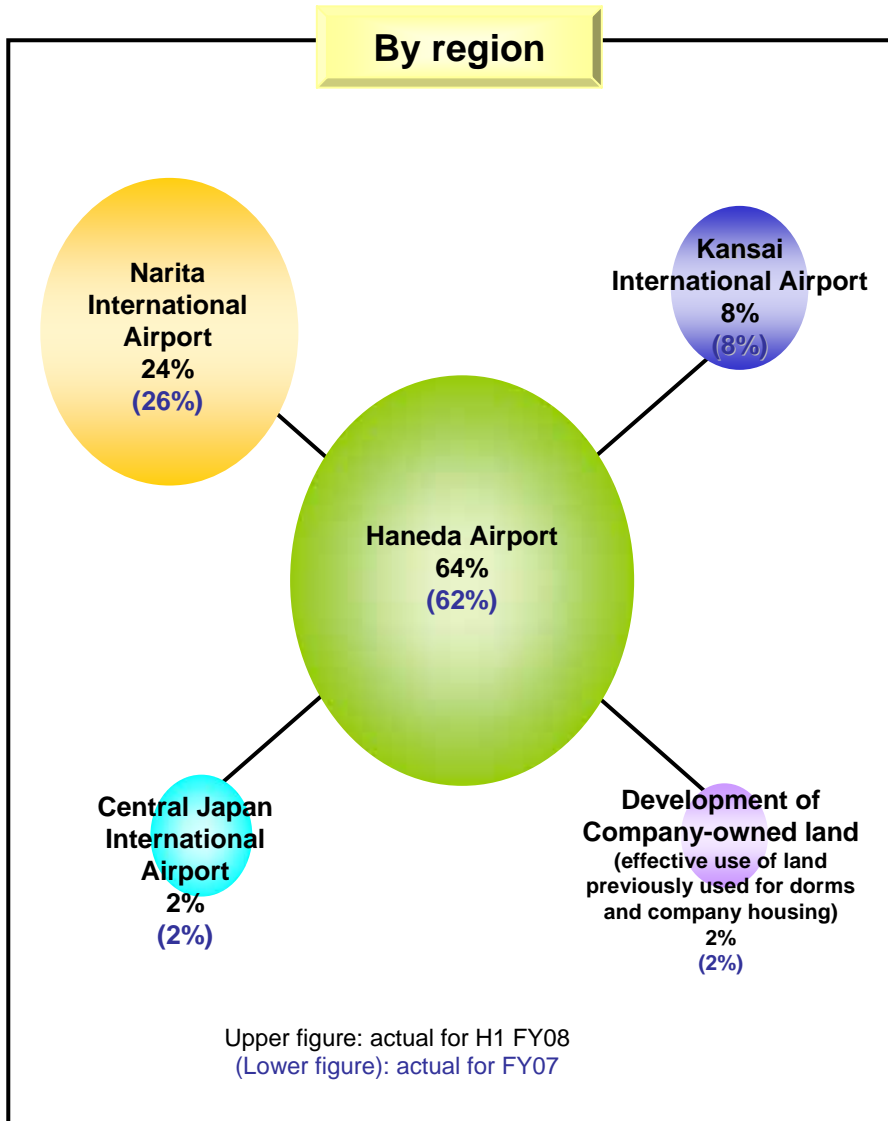 By region
Narita
International
Airport
24%
(26%)
Kansai
International Airport
8%
(8%)
Haneda Airport
64%
(62%)
Central Japan
International
Airport
2%
(2%)
Development of
Company-owned land
(effective use of land
previously used for dorms
and company housing)
2%
(2%)
Upper figure: actual for H1 FY08
(Lower figure): actual for FY07